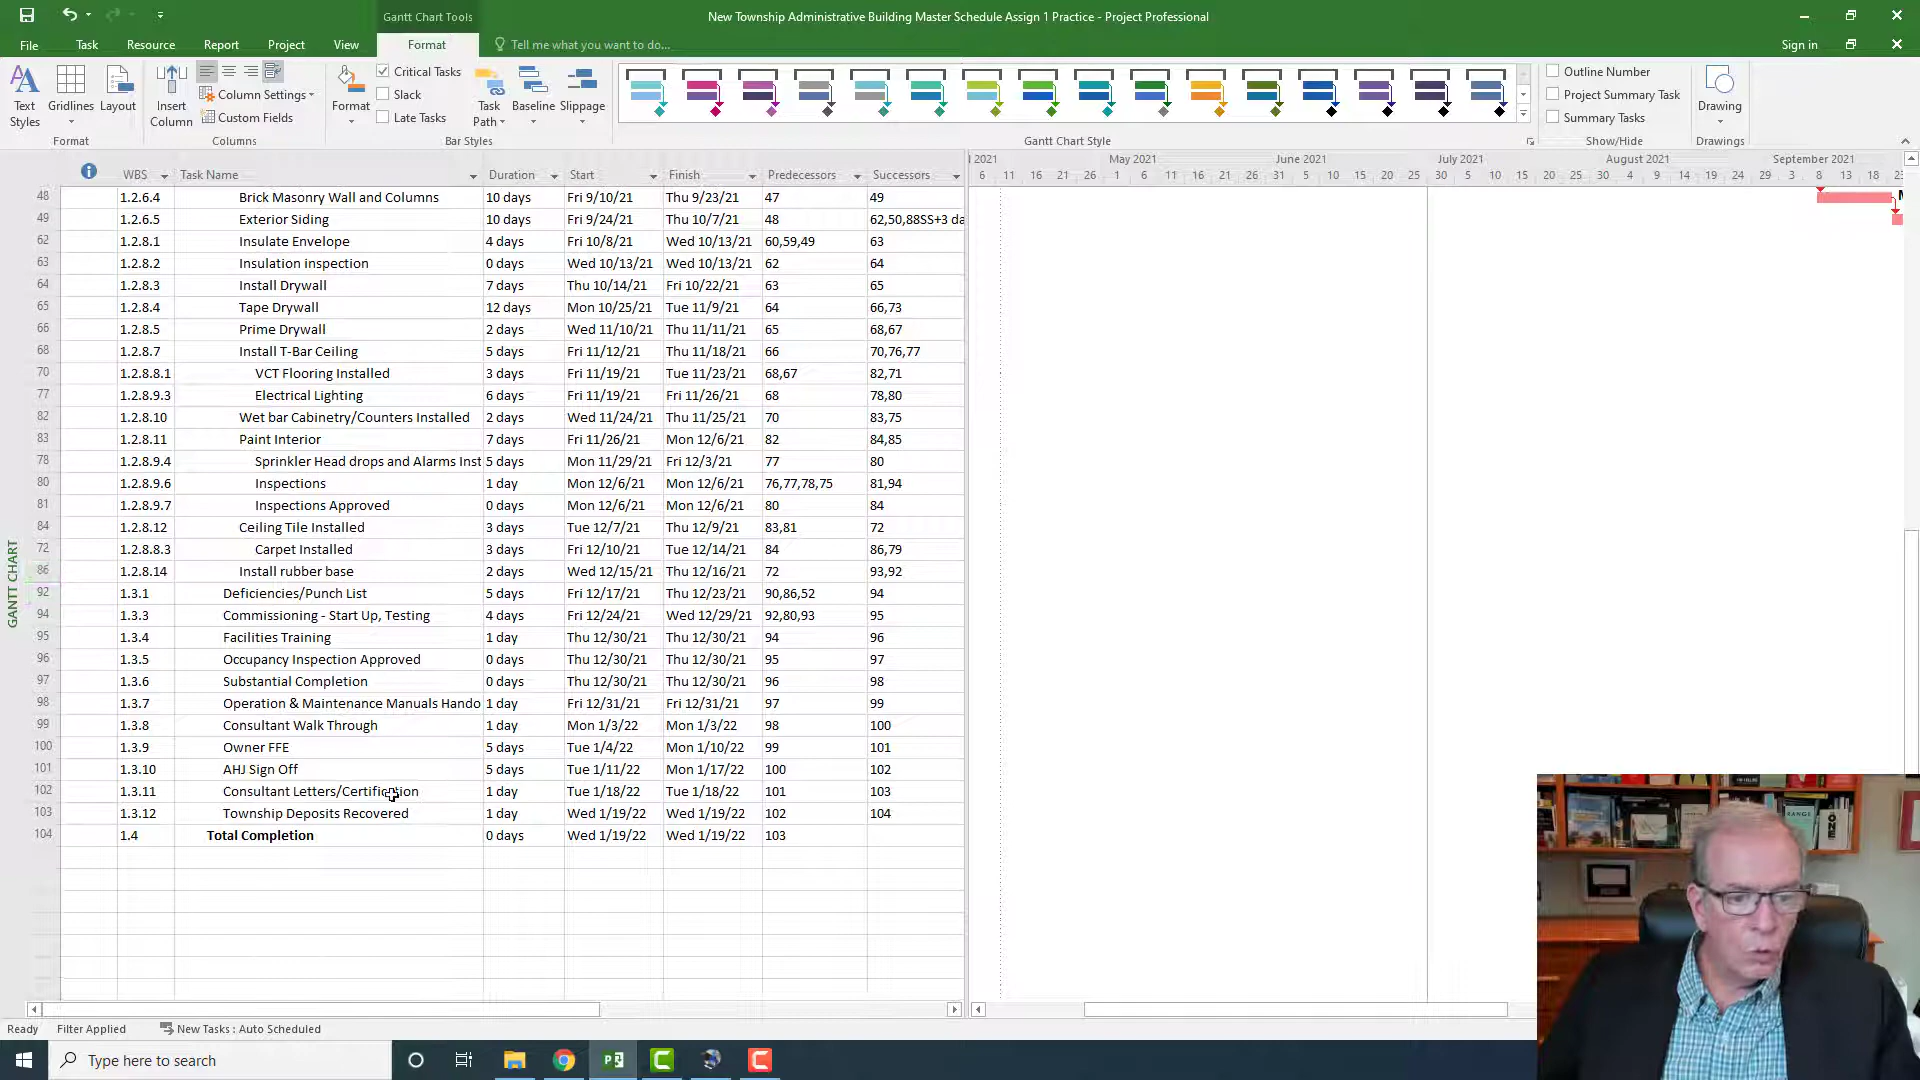 Gantt Chart Tools
New Township Administrative Building Master Schedule Assign 1 Practice - Project Professional
File Task Resource Report Project View Format Tell me what you want to do... Sign in
Text Styles Gridlines Layout Insert Column Column Settings Custom Fields Format Critical Tasks Slack Late Tasks Task Path Baseline Slippage Outline Number Project Summary Task Summary Tasks Drawing
Format Columns Bar Styles Gantt Chart Style Show/Hide Drawings
l 2021 May 2021 June 2021 July 2021 August 2021 September 2021
WBS Task Name Duration Start Finish Predecessors Successors 6 11 16 21 26 1 6 11 16 21 26 31 5 10 15 20 25 30 5 10 15 20 25 30 4 9 14 19 24 29 3 8 13 18 23
48 1.2.6.4 Brick Masonry Wall and Columns 10 days Fri 9/10/21 Thu 9/23/21 47 49
49 1.2.6.5 Exterior Siding 10 days Fri 9/24/21 Thu 10/7/21 48 62,50,88SS+3 da
62 1.2.8.1 Insulate Envelope 4 days Fri 10/8/21 Wed 10/13/21 60,59,49 63
63 1.2.8.2 Insulation inspection 0 days Wed 10/13/21 Wed 10/13/21 62 64
64 1.2.8.3 Install Drywall 7 days Thu 10/14/21 Fri 10/22/21 63 65
65 1.2.8.4 Tape Drywall 12 days Mon 10/25/21 Tue 11/9/21 64 66,73
66 1.2.8.5 Prime Drywall 2 days Wed 11/10/21 Thu 11/11/21 65 68,67
68 1.2.8.7 Install T-Bar Ceiling 5 days Fri 11/12/21 Thu 11/18/21 66 70,76,77
70 1.2.8.8.1 VCT Flooring Installed 3 days Fri 11/19/21 Tue 11/23/21 68,67 82,71
77 1.2.8.9.3 Electrical Lighting 6 days Fri 11/19/21 Fri 11/26/21 68 78,80
82 1.2.8.10 Wet bar Cabinetry/Counters Installed 2 days Wed 11/24/21 Thu 11/25/21 70 83,75
83 1.2.8.11 Paint Interior 7 days Fri 11/26/21 Mon 12/6/21 82 84,85
78 1.2.8.9.4 Sprinkler Head drops and Alarms Inst 5 days Mon 11/29/21 Fri 12/3/21 77 80
80 1.2.8.9.6 Inspections 1 day Mon 12/6/21 Mon 12/6/21 76,77,78,75 81,94
81 1.2.8.9.7 Inspections Approved 0 days Mon 12/6/21 Mon 12/6/21 80 84
84 1.2.8.12 Ceiling Tile Installed 3 days Tue 12/7/21 Thu 12/9/21 83,81 72
72 1.2.8.8.3 Carpet Installed 3 days Fri 12/10/21 Tue 12/14/21 84 86,79
86 1.2.8.14 Install rubber base 2 days Wed 12/15/21 Thu 12/16/21 72 93,92
92 1.3.1 Deficiencies/Punch List 5 days Fri 12/17/21 Thu 12/23/21 90,86,52 94
94 1.3.3 Commissioning - Start Up, Testing 4 days Fri 12/24/21 Wed 12/29/21 92,80,93 95
95 1.3.4 Facilities Training 1 day Thu 12/30/21 Thu 12/30/21 94 96
96 1.3.5 Occupancy Inspection Approved 0 days Thu 12/30/21 Thu 12/30/21 95 97
97 1.3.6 Substantial Completion 0 days Thu 12/30/21 Thu 12/30/21 96 98
98 1.3.7 Operation & Maintenance Manuals Hando 1 day Fri 12/31/21 Fri 12/31/21 97 99
99 1.3.8 Consultant Walk Through 1 day Mon 1/3/22 Mon 1/3/22 98 100
100 1.3.9 Owner FFE 5 days Tue 1/4/22 Mon 1/10/22 99 101
101 1.3.10 AHJ Sign Off 5 days Tue 1/11/22 Mon 1/17/22 100 102
102 1.3.11 Consultant Letters/Certification 1 day Tue 1/18/22 Tue 1/18/22 101 103
103 1.3.12 Township Deposits Recovered 1 day Wed 1/19/22 Wed 1/19/22 102 104
104 1.4 Total Completion 0 days Wed 1/19/22 Wed 1/19/22 103
GANTT CHART
Ready Filter Applied New Tasks : Auto Scheduled
Type here to search